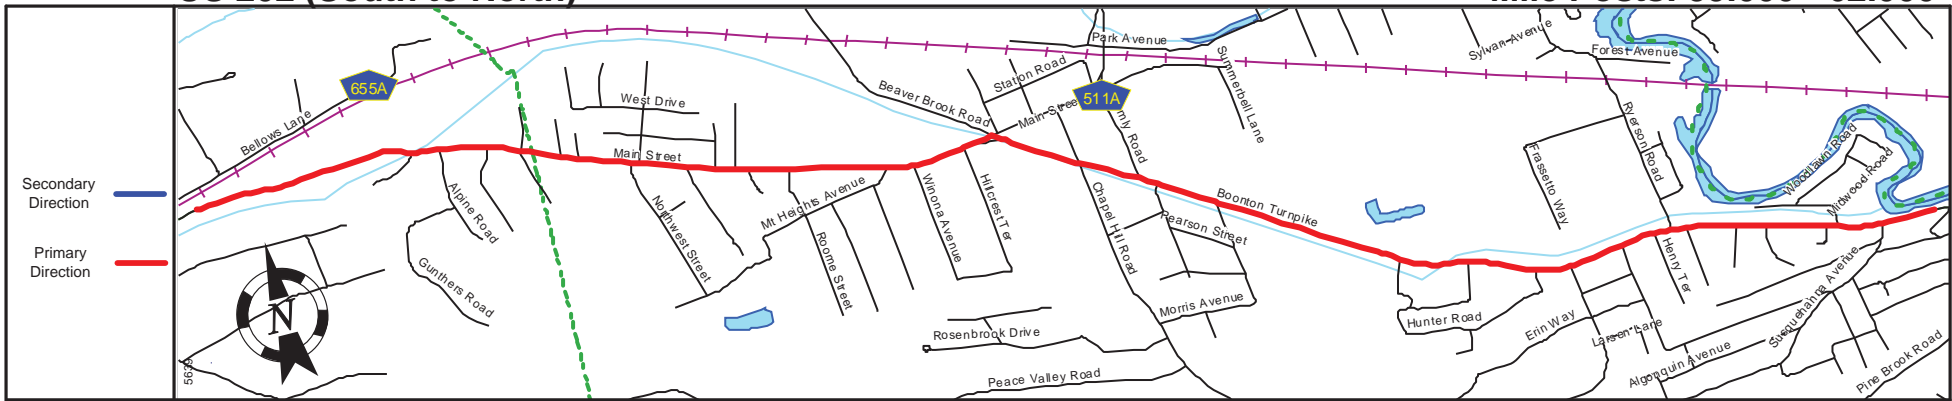 Secondary
Direction
Primary
Direction
655A
Bellows Lane
West Drive
Main Street
Alpine Road
Gunthers Road
N
Northwest Street
Mt Heights Avenue
Roome Street
Winona Avenue
Hillcrest Ter
Beaver Brook Road
Station Road
Park Avenue
511A
Summerbell Lane
Chapel Hill Road
Pearson Street
Boonton Turnpike
Morris Avenue
Rosenbrook Drive
Peace Valley Road
Sylvan Avenue
Forest Avenue
Ryerson Road
Frassetto Way
Woodlawn Road
Midwood Road
Henry Ter
Hunter Road
Erin Way
Larsen Lane
Algonquin Avenue
Susquehanna Avenue
Pine Brook Road